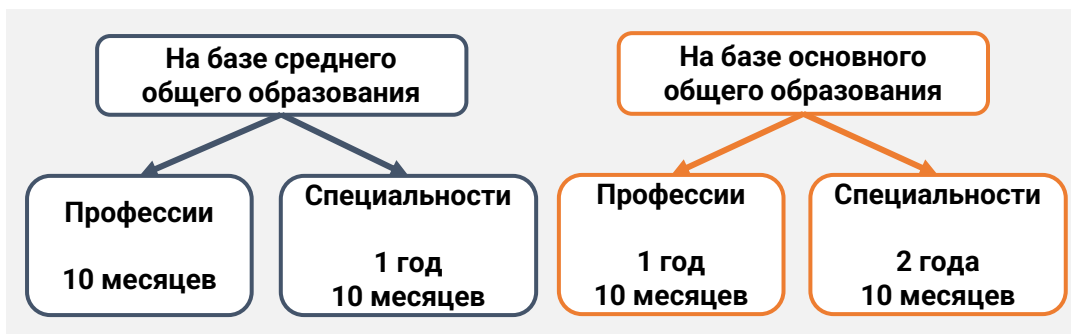 На базе среднего
общего образования
На базе основного
общего образования
Профессии
10 месяцев
Специальности
1 год
10 месяцев
Профессии
1 год
10 месяцев
Специальности
2 года
10 месяцев